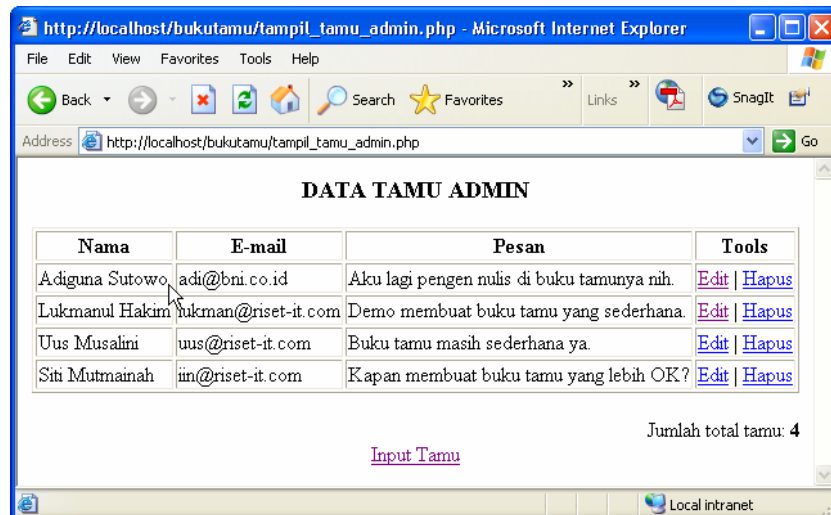 http://localhost/bukutamu/tampil_tamu_admin.php - Microsoft Internet Explorer
File Edit View Favorites Tools Help
Back Search Favorites » Links » SnagIt
Address http://localhost/bukutamu/tampil_tamu_admin.php Go
DATA TAMU ADMIN
Nama E-mail Pesan Tools
Adiguna Sutowo adi@bni.co.id Aku lagi pengen nulis di buku tamunya nih. Edit | Hapus
Lukmanul Hakim lukman@riset-it.com Demo membuat buku tamu yang sederhana. Edit | Hapus
Uus Musalini uus@riset-it.com Buku tamu masih sederhana ya. Edit | Hapus
Siti Mutmainah iin@riset-it.com Kapan membuat buku tamu yang lebih OK? Edit | Hapus
Jumlah total tamu: 4
Input Tamu
Local intranet